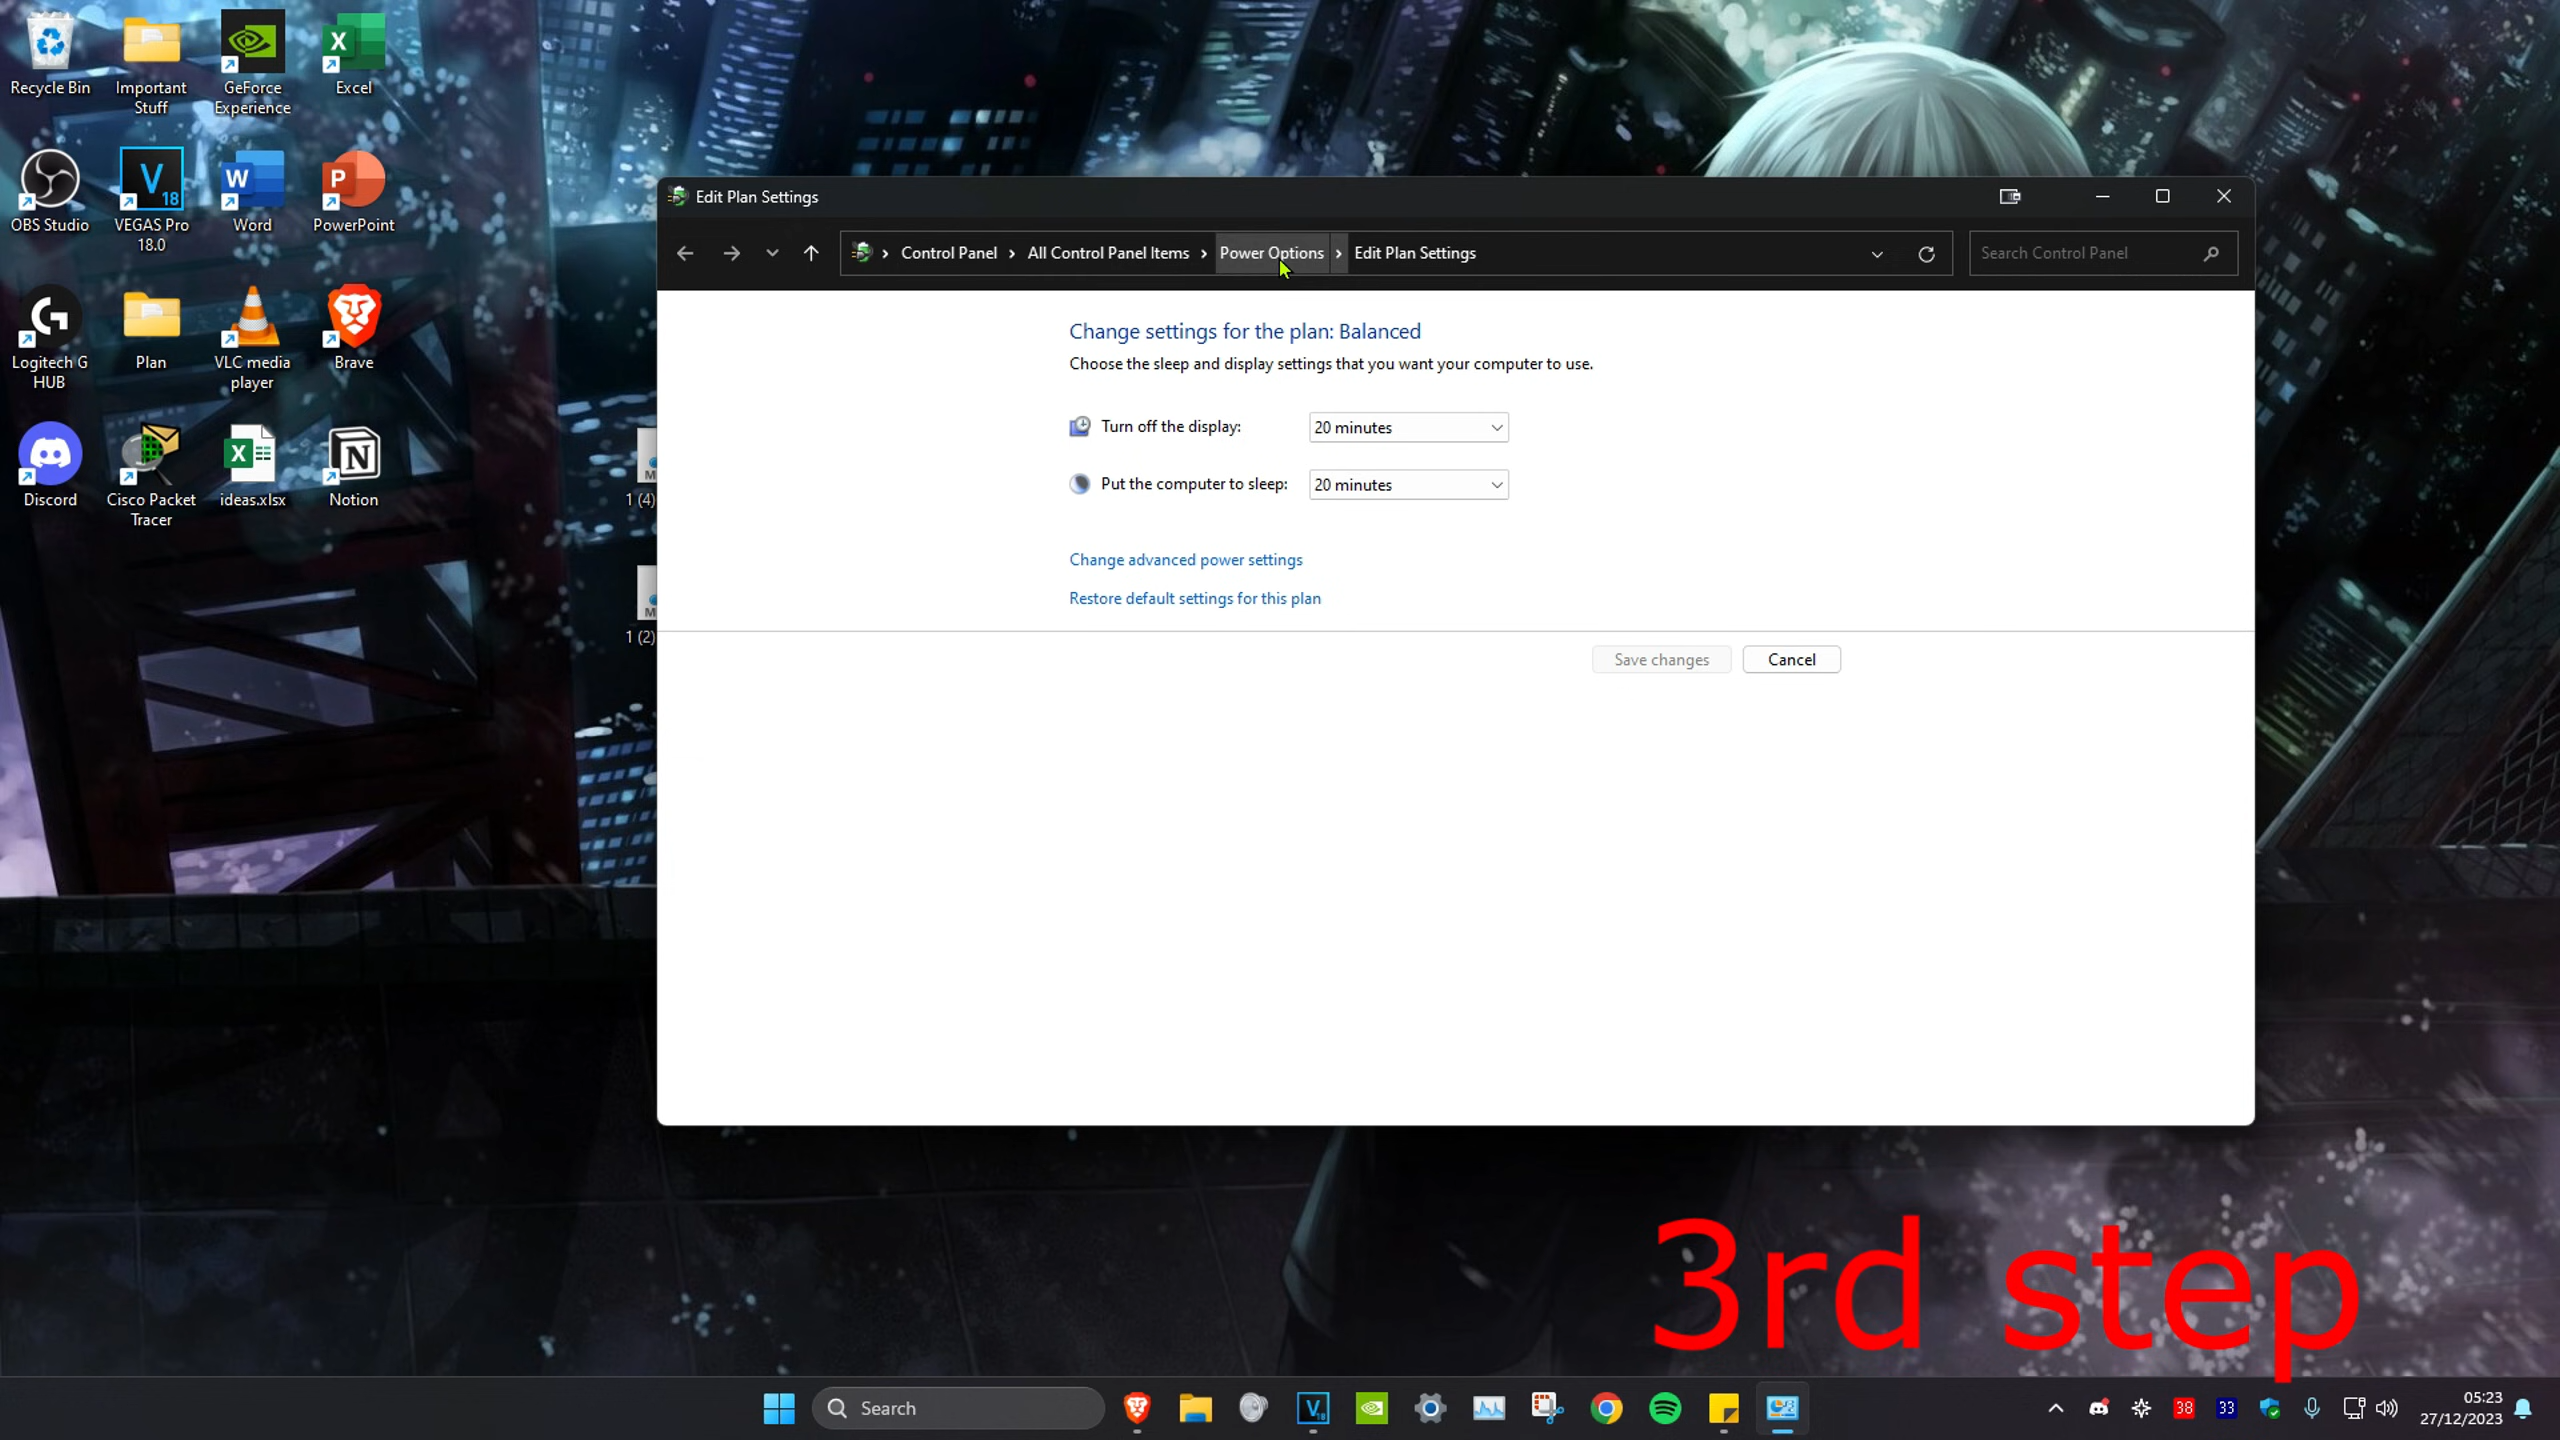 Recycle Bin
Important Stuff
GeForce Experience
Excel
OBS Studio
VEGAS Pro 18.0
Word
PowerPoint
Logitech G HUB
Plan
VLC media player
Brave
Discord
Cisco Packet Tracer
ideas.xlsx
Notion
1 (4)
1 (2)
Edit Plan Settings
Control Panel > All Control Panel Items > Power Options > Edit Plan Settings
Search Control Panel
Change settings for the plan: Balanced
Choose the sleep and display settings that you want your computer to use.
Turn off the display: 20 minutes
Put the computer to sleep: 20 minutes
Change advanced power settings
Restore default settings for this plan
Save changes
Cancel
3rd step
Search
38
33
05:23
27/12/2023